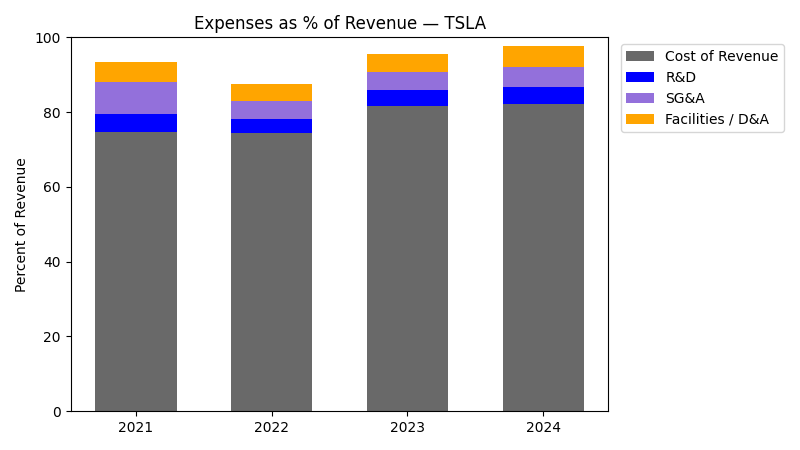 Expenses as % of Revenue — TSLA
Percent of Revenue
100
80
60
40
20
0
2021
2022
2023
2024
Cost of Revenue
R&D
SG&A
Facilities / D&A